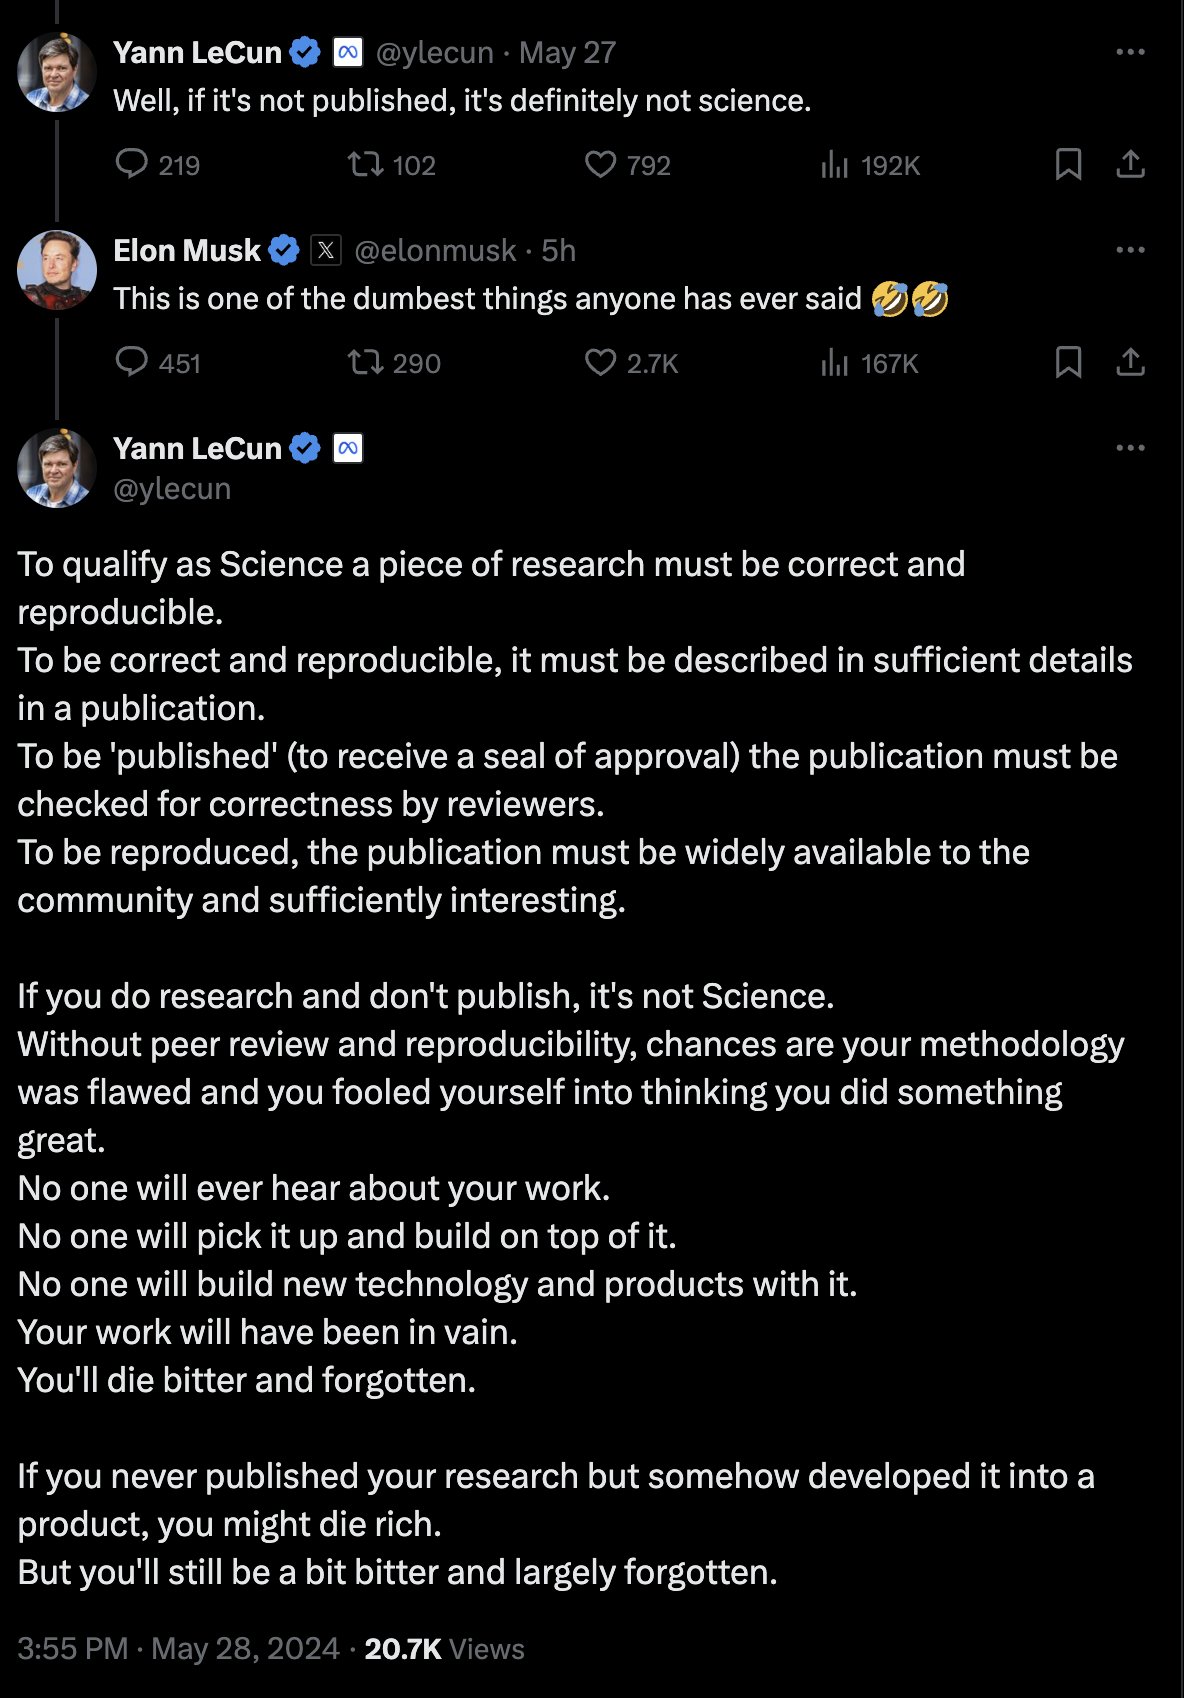 Yann LeCun @ylecun · May 27
Well, if it's not published, it's definitely not science.
219 102 792 192K
Elon Musk X @elonmusk · 5h
This is one of the dumbest things anyone has ever said 🤣🤣
451 290 2.7K 167K
Yann LeCun
@ylecun
To qualify as Science a piece of research must be correct and
reproducible.
To be correct and reproducible, it must be described in sufficient details
in a publication.
To be 'published' (to receive a seal of approval) the publication must be
checked for correctness by reviewers.
To be reproduced, the publication must be widely available to the
community and sufficiently interesting.
If you do research and don't publish, it's not Science.
Without peer review and reproducibility, chances are your methodology
was flawed and you fooled yourself into thinking you did something
great.
No one will ever hear about your work.
No one will pick it up and build on top of it.
No one will build new technology and products with it.
Your work will have been in vain.
You'll die bitter and forgotten.
If you never published your research but somehow developed it into a
product, you might die rich.
But you'll still be a bit bitter and largely forgotten.
3:55 PM · May 28, 2024 · 20.7K Views